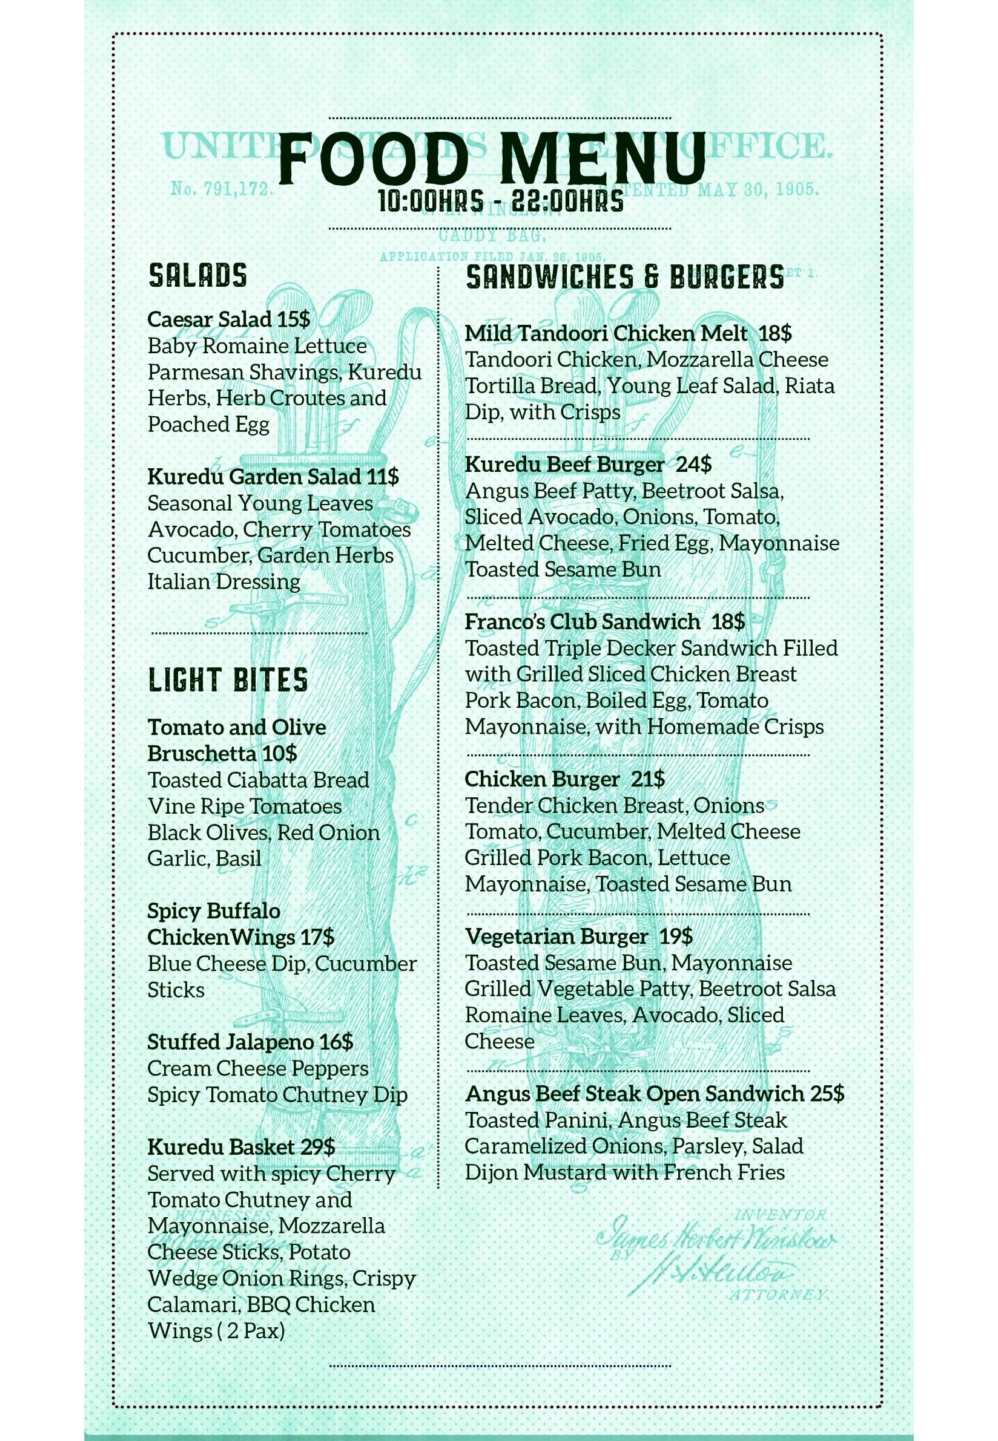 UNITED STATES PATENT OFFICE.
FOOD MENU
No. 791,172.
PATENTED MAY 30, 1905.
10:00HRS - 22:00HRS
WINSLOW.
CADDY BAG.
APPLICATION FILED JAN. 26, 1905.
SALADS
Caesar Salad 15$
Baby Romaine Lettuce
Parmesan Shavings, Kuredu
Herbs, Herb Croutes and
Poached Egg
Kuredu Garden Salad 11$
Seasonal Young Leaves
Avocado, Cherry Tomatoes
Cucumber, Garden Herbs
Italian Dressing
LIGHT BITES
Tomato and Olive
Bruschetta 10$
Toasted Ciabatta Bread
Vine Ripe Tomatoes
Black Olives, Red Onion
Garlic, Basil
Spicy Buffalo
ChickenWings 17$
Blue Cheese Dip, Cucumber
Sticks
Stuffed Jalapeno 16$
Cream Cheese Peppers
Spicy Tomato Chutney Dip
Kuredu Basket 29$
Served with spicy Cherry
Tomato Chutney and
Mayonnaise, Mozzarella
Cheese Sticks, Potato
Wedge Onion Rings, Crispy
Calamari, BBQ Chicken
Wings ( 2 Pax)
WITNESSES
SANDWICHES & BURGERS
Mild Tandoori Chicken Melt 18$
Tandoori Chicken, Mozzarella Cheese
Tortilla Bread, Young Leaf Salad, Riata
Dip, with Crisps
Kuredu Beef Burger 24$
Angus Beef Patty, Beetroot Salsa,
Sliced Avocado, Onions, Tomato,
Melted Cheese, Fried Egg, Mayonnaise
Toasted Sesame Bun
Franco's Club Sandwich 18$
Toasted Triple Decker Sandwich Filled
with Grilled Sliced Chicken Breast
Pork Bacon, Boiled Egg, Tomato
Mayonnaise, with Homemade Crisps
Chicken Burger 21$
Tender Chicken Breast, Onions
Tomato, Cucumber, Melted Cheese
Grilled Pork Bacon, Lettuce
Mayonnaise, Toasted Sesame Bun
Vegetarian Burger 19$
Toasted Sesame Bun, Mayonnaise
Grilled Vegetable Patty, Beetroot Salsa
Romaine Leaves, Avocado, Sliced
Cheese
Angus Beef Steak Open Sandwich 25$
Toasted Panini, Angus Beef Steak
Caramelized Onions, Parsley, Salad
Dijon Mustard with French Fries
INVENTOR
James Herbert Winslow
BY
ATTORNEY.